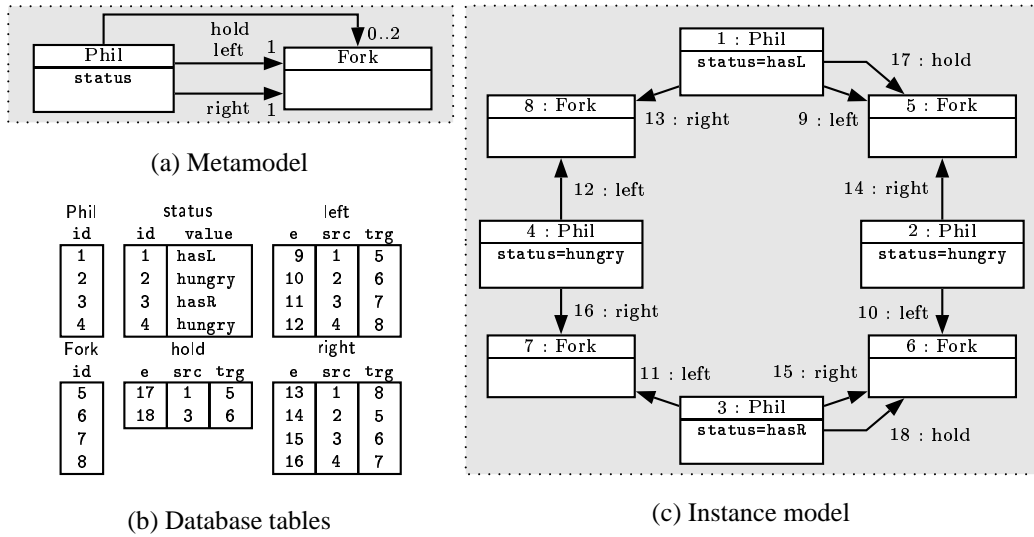 hold
0..2
Phil
left
1
Fork
status
right
1
(a) Metamodel
Phil
id
1
2
3
4
status
id value
1 hasL
2 hungry
3 hasR
4 hungry
left
e src trg
9 1 5
10 2 6
11 3 7
12 4 8
Fork
id
5
6
7
8
hold
e src trg
17 1 5
18 3 6
right
e src trg
13 1 8
14 2 5
15 3 6
16 4 7
(b) Database tables
1 : Phil
status=hasL
17 : hold
8 : Fork
5 : Fork
13 : right
9 : left
12 : left
14 : right
4 : Phil
status=hungry
2 : Phil
status=hungry
16 : right
10 : left
7 : Fork
6 : Fork
11 : left
15 : right
3 : Phil
status=hasR
18 : hold
(c) Instance model